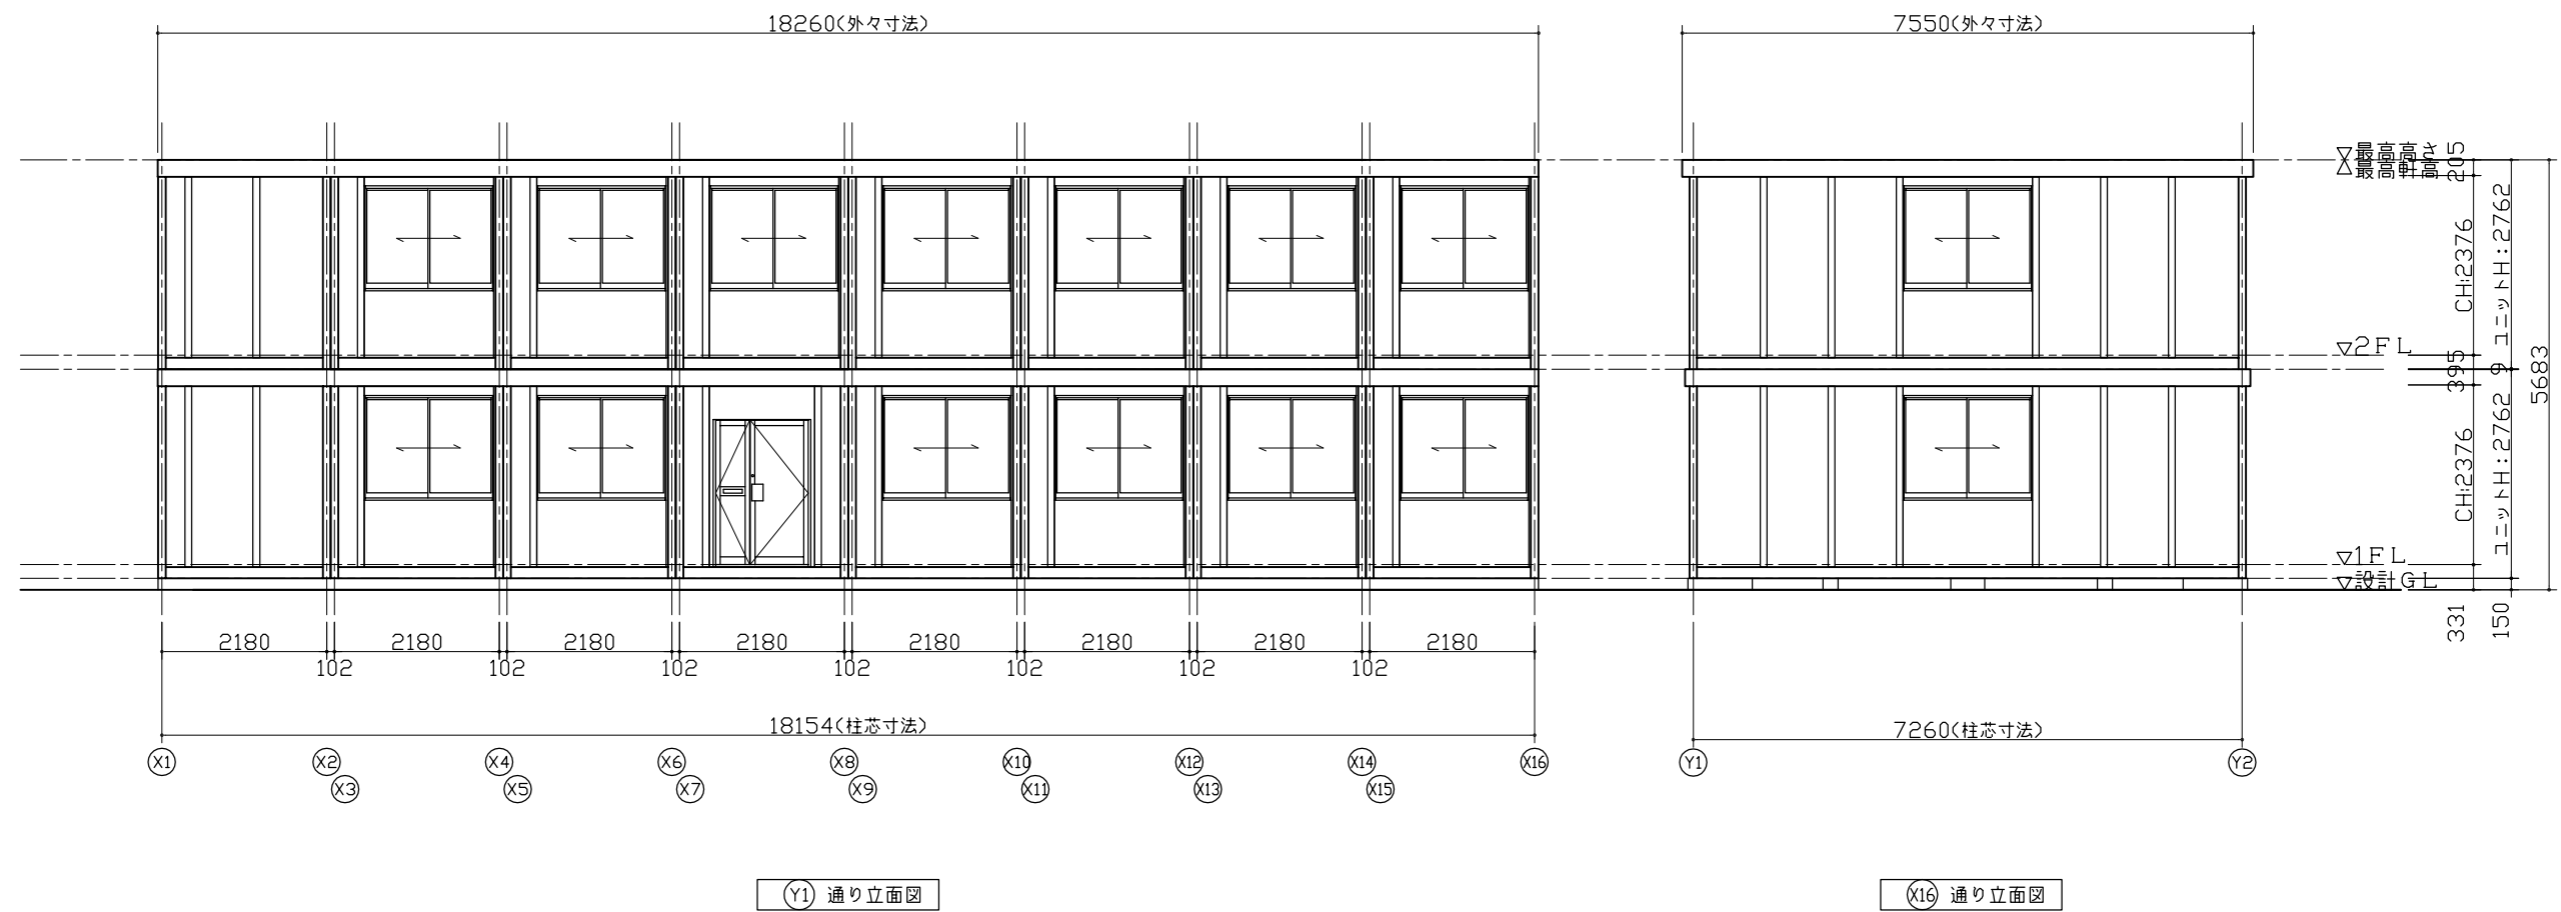 18260(外々寸法)
7550(外々寸法)
最高高さ
最高軒高
205
CH:2376
ユニットH:2762
2FL
395
9
5683
CH:2376
ユニットH:2762
1FL
設計GL
331
150
2180 2180 2180 2180 2180 2180 2180 2180
102 102 102 102 102 102 102
18154(柱芯寸法)
7260(柱芯寸法)
X1 X2 X4 X6 X8 X10 X12 X14 X16
X3 X5 X7 X9 X11 X13 X15
Y1 Y2
Y1 通り立面図
X16 通り立面図